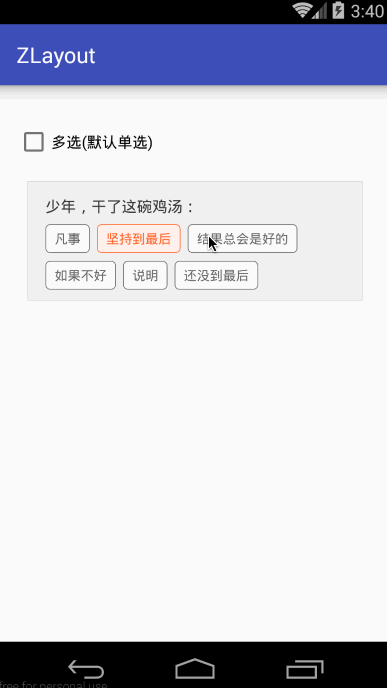 3:40
ZLayout
多选(默认单选)
少年，干了这碗鸡汤：
凡事 坚持到最后 结果总会是好的
如果不好 说明 还没到最后
free for personal use